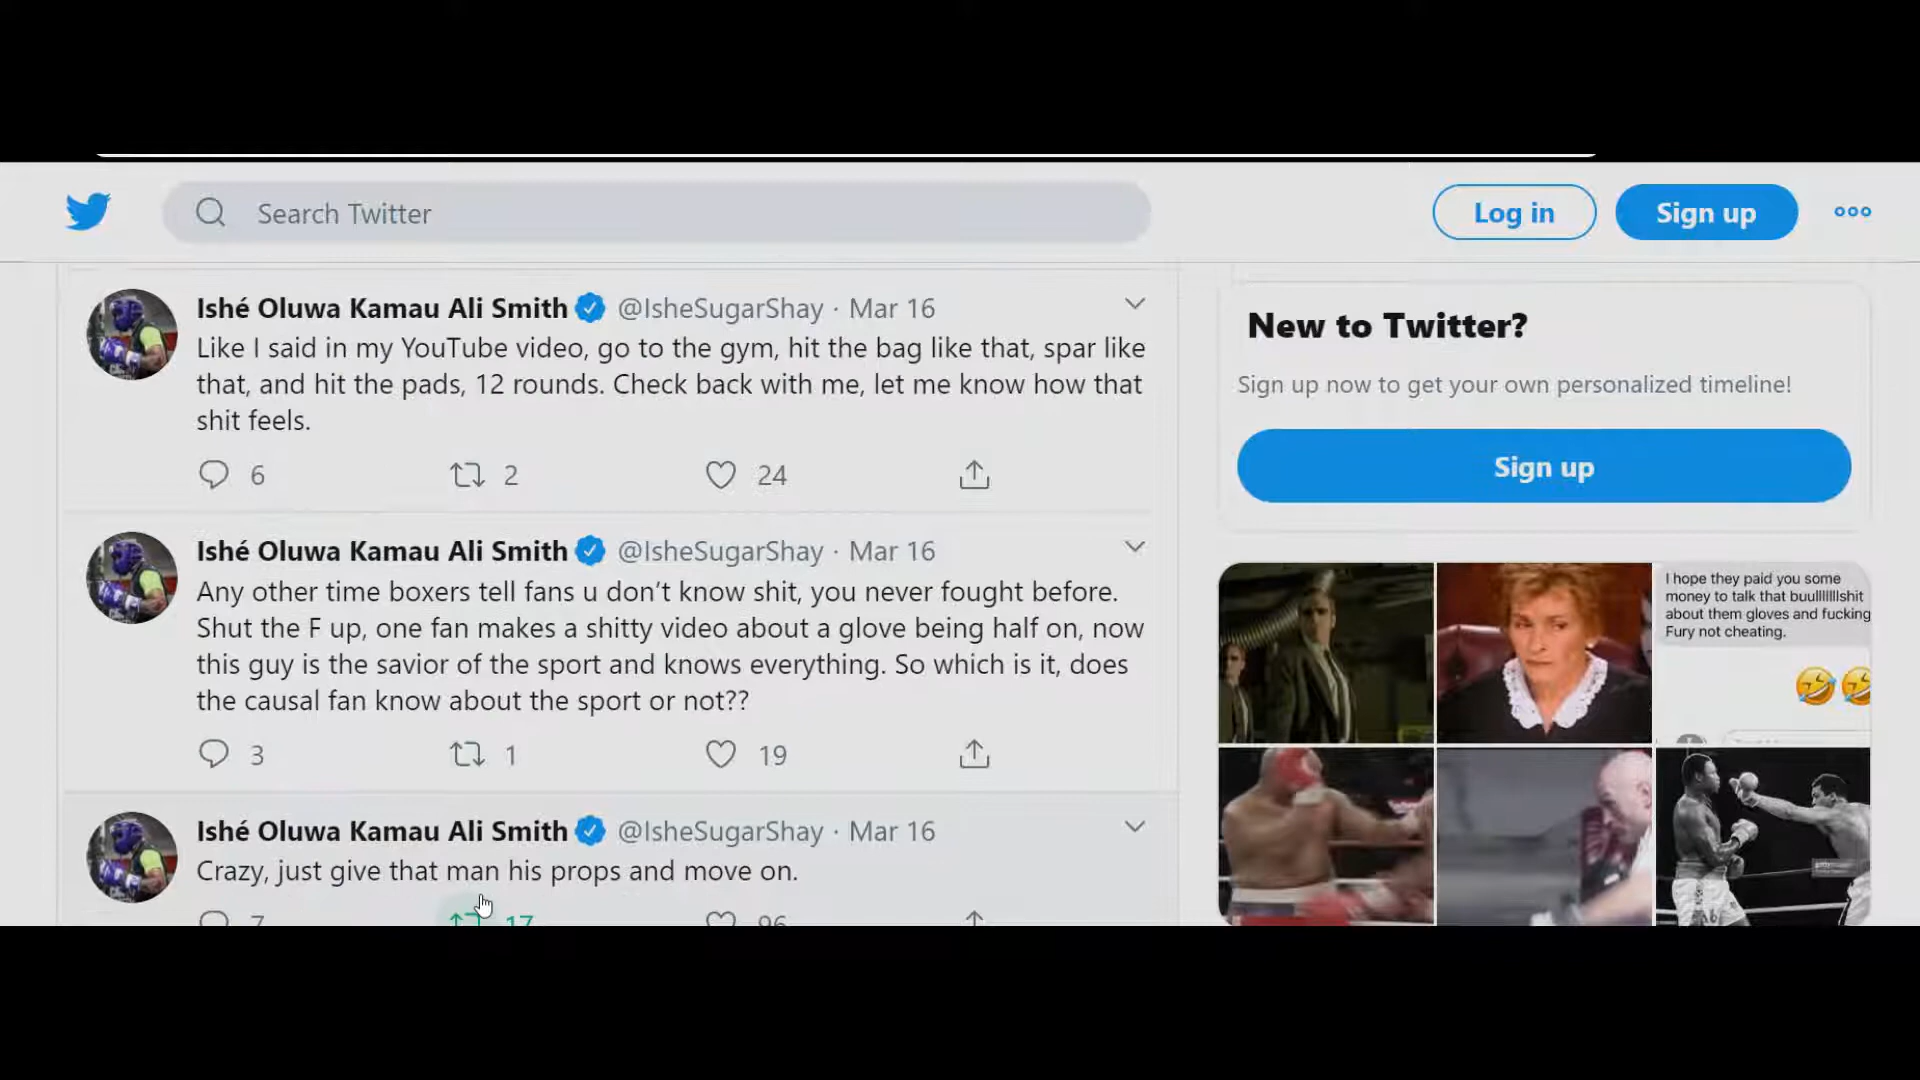 Search Twitter
Log in
Sign up
Ishé Oluwa Kamau Ali Smith @IsheSugarShay · Mar 16
Like I said in my YouTube video, go to the gym, hit the bag like that, spar like
that, and hit the pads, 12 rounds. Check back with me, let me know how that
shit feels.
6 2 24
Ishé Oluwa Kamau Ali Smith @IsheSugarShay · Mar 16
Any other time boxers tell fans u don’t know shit, you never fought before.
Shut the F up, one fan makes a shitty video about a glove being half on, now
this guy is the savior of the sport and knows everything. So which is it, does
the causal fan know about the sport or not??
3 1 19
Ishé Oluwa Kamau Ali Smith @IsheSugarShay · Mar 16
Crazy, just give that man his props and move on.
7 17 96
New to Twitter?
Sign up now to get your own personalized timeline!
Sign up
I hope they paid you some
money to talk that buullllllshit
about them gloves and fucking
Fury not cheating.